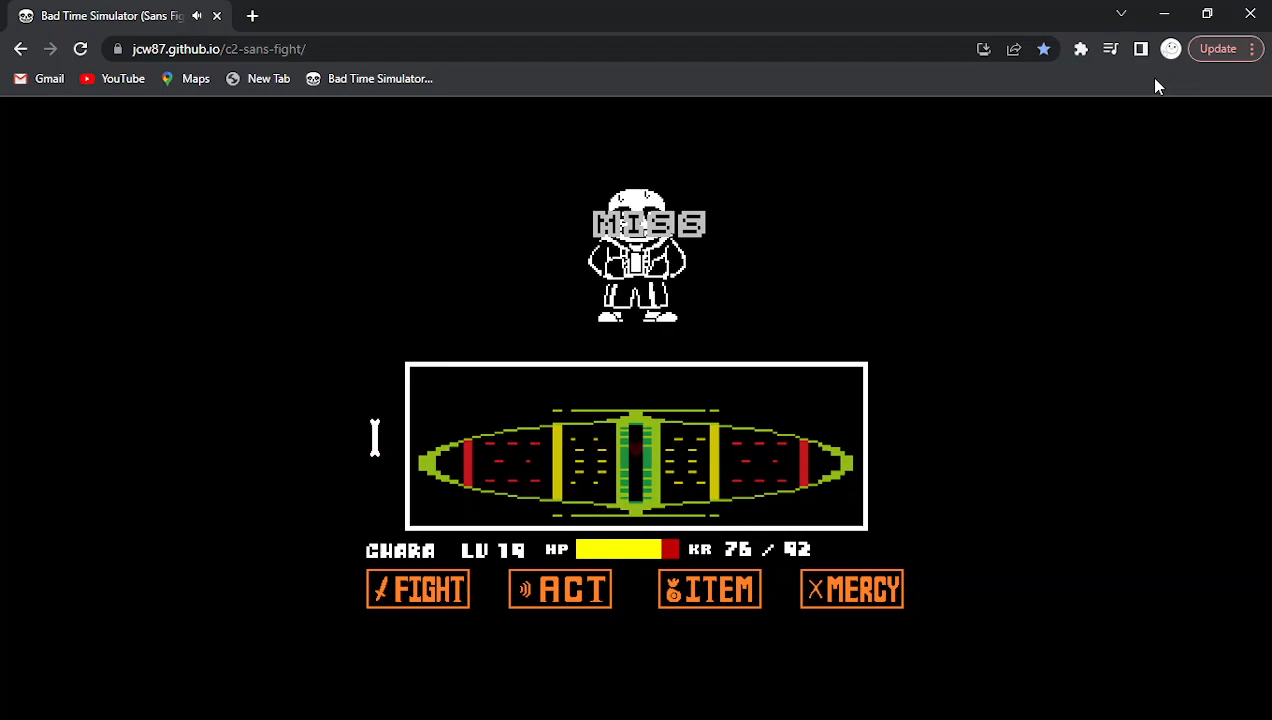 Bad Time Simulator (Sans Fig
jcw87.github.io/c2-sans-fight/
Update
Gmail
YouTube
Maps
New Tab
Bad Time Simulator...
MISS
CHARA LV 19 HP KR 76 / 92
FIGHT
ACT
ITEM
MERCY